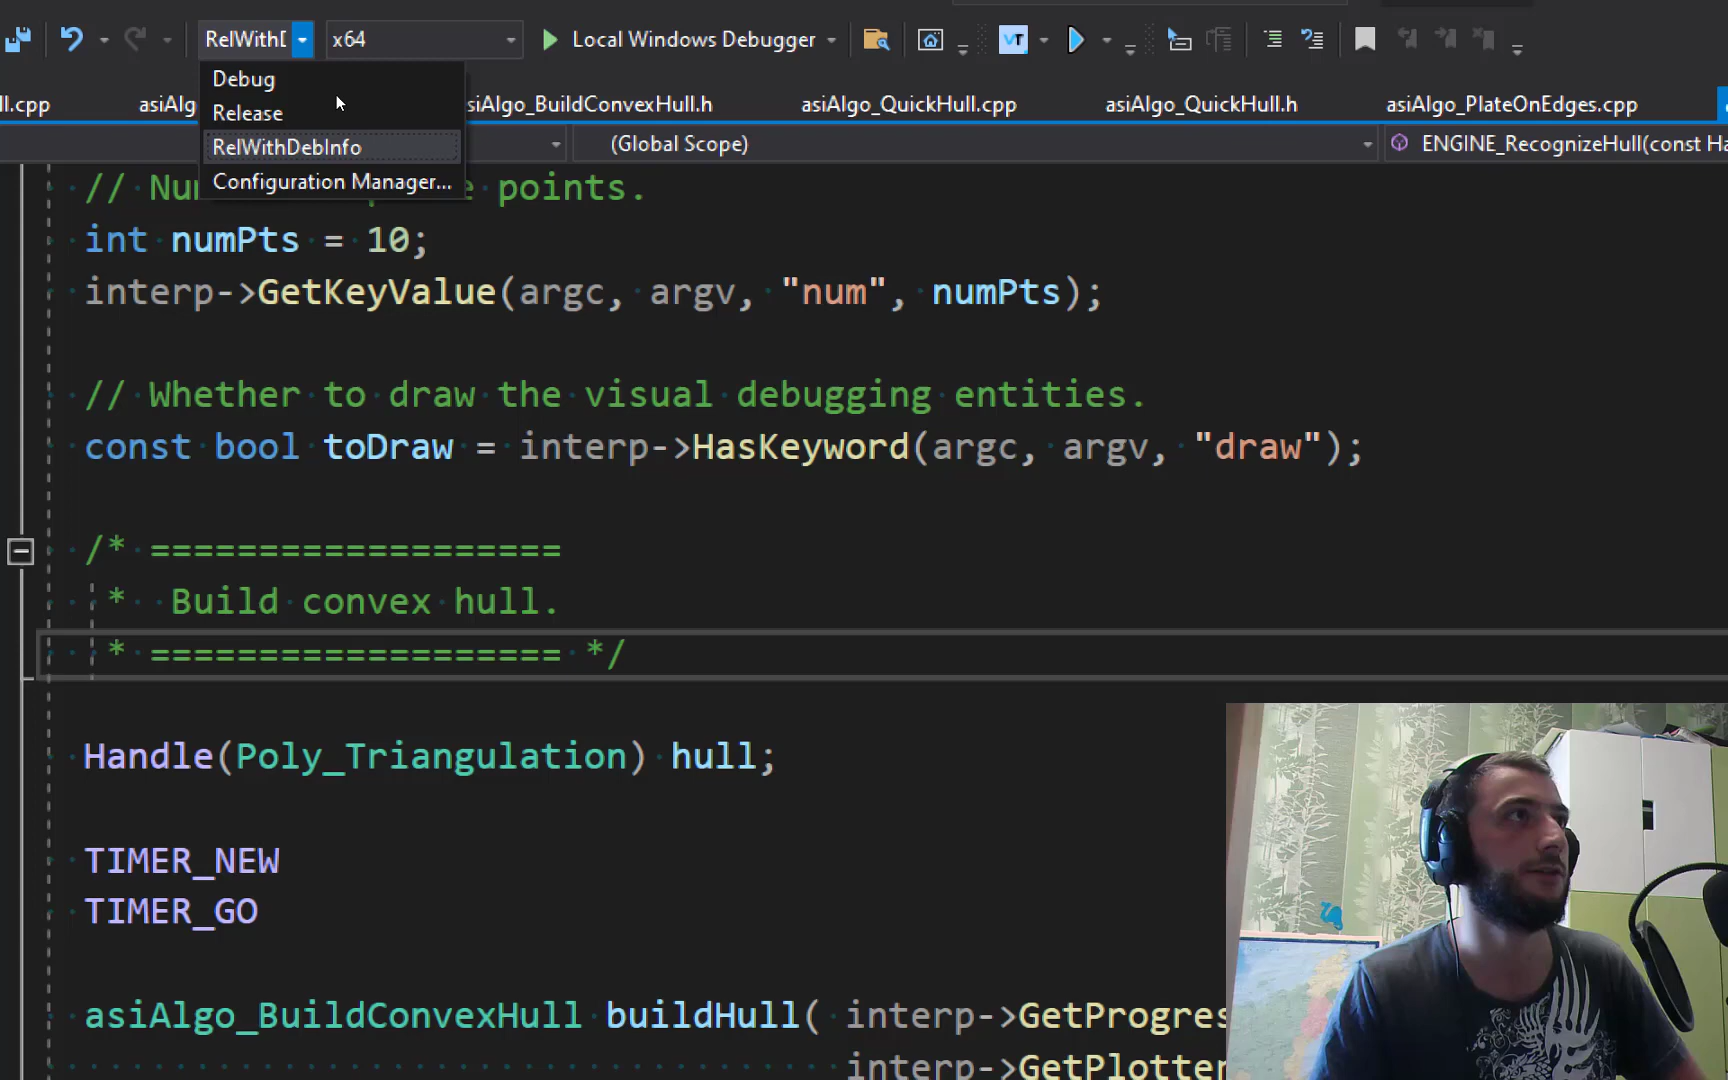 RelWithD x64 Local Windows Debugger VT
Debug
Release
RelWithDebInfo
Configuration Manager...
ll.cpp asiAlg siAlgo_BuildConvexHull.h asiAlgo_QuickHull.cpp asiAlgo_QuickHull.h asiAlgo_PlateOnEdges.cpp
(Global Scope) ENGINE_RecognizeHull(const Ha
// Nu points.
int numPts = 10;
interp->GetKeyValue(argc, argv, "num", numPts);
// Whether to draw the visual debugging entities.
const bool toDraw = interp->HasKeyword(argc, argv, "draw");
/* ===================
* Build convex hull.
* =================== */
Handle(Poly_Triangulation) hull;
TIMER_NEW
TIMER_GO
asiAlgo_BuildConvexHull buildHull( interp->GetProgres
interp->GetPlotter